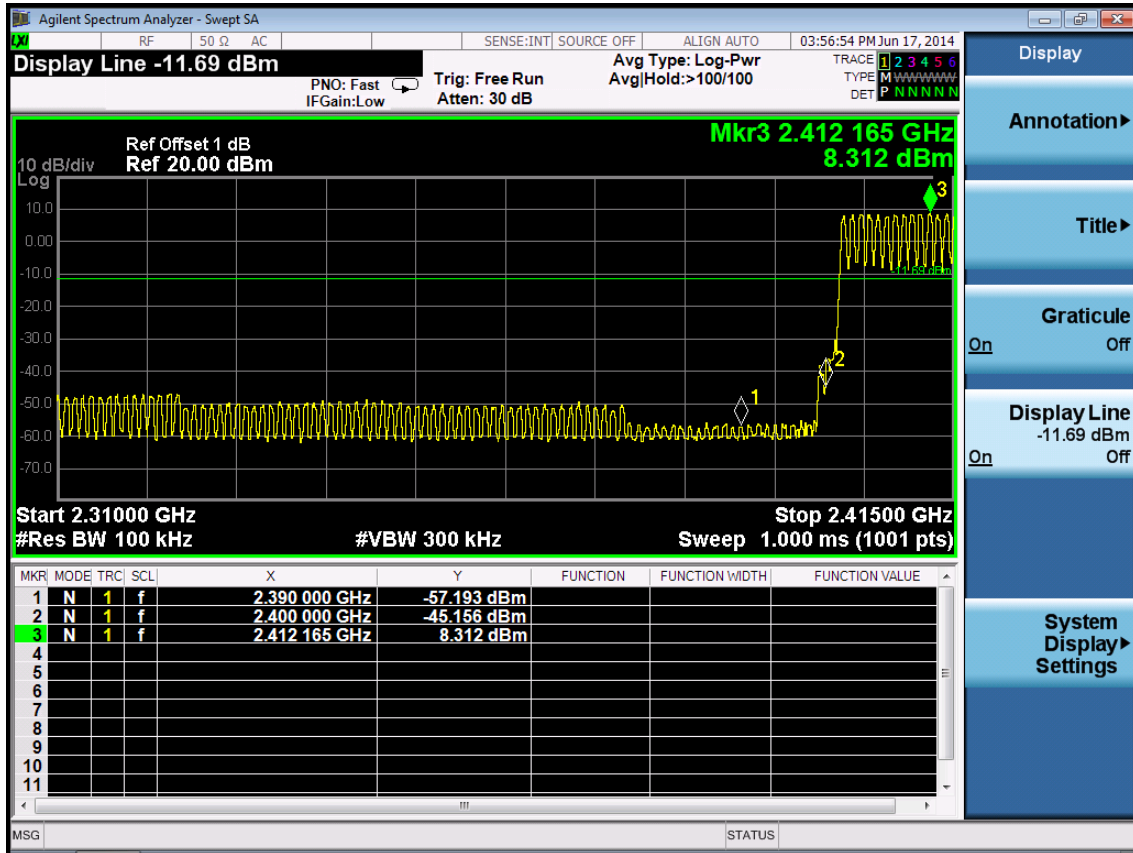 Agilent Spectrum Analyzer - Swept SA
LXI RF 50 Ω AC SENSE:INT SOURCE OFF ALIGN AUTO 03:56:54 PM Jun 17, 2014
Display Line -11.69 dBm
PNO: Fast
IFGain:Low
Trig: Free Run
Atten: 30 dB
Avg Type: Log-Pwr
Avg|Hold:>100/100
TRACE 1 2 3 4 5 6
TYPE M W W W W W
DET P N N N N N
Mkr3 2.412 165 GHz
8.312 dBm
Ref Offset 1 dB
10 dB/div Ref 20.00 dBm
Log
10.0
0.00
-10.0
-20.0
-30.0
-40.0
-50.0
-60.0
-70.0
3
-11.69 dBm
2
1
Start 2.31000 GHz Stop 2.41500 GHz
#Res BW 100 kHz #VBW 300 kHz Sweep 1.000 ms (1001 pts)
MKR MODE TRC SCL X Y FUNCTION FUNCTION WIDTH FUNCTION VALUE
1 N 1 f 2.390 000 GHz -57.193 dBm
2 N 1 f 2.400 000 GHz -45.156 dBm
3 N 1 f 2.412 165 GHz 8.312 dBm
4
5
6
7
8
9
10
11
MSG STATUS
Display
Annotation
Title
Graticule
On Off
Display Line
-11.69 dBm
On Off
System
Display
Settings